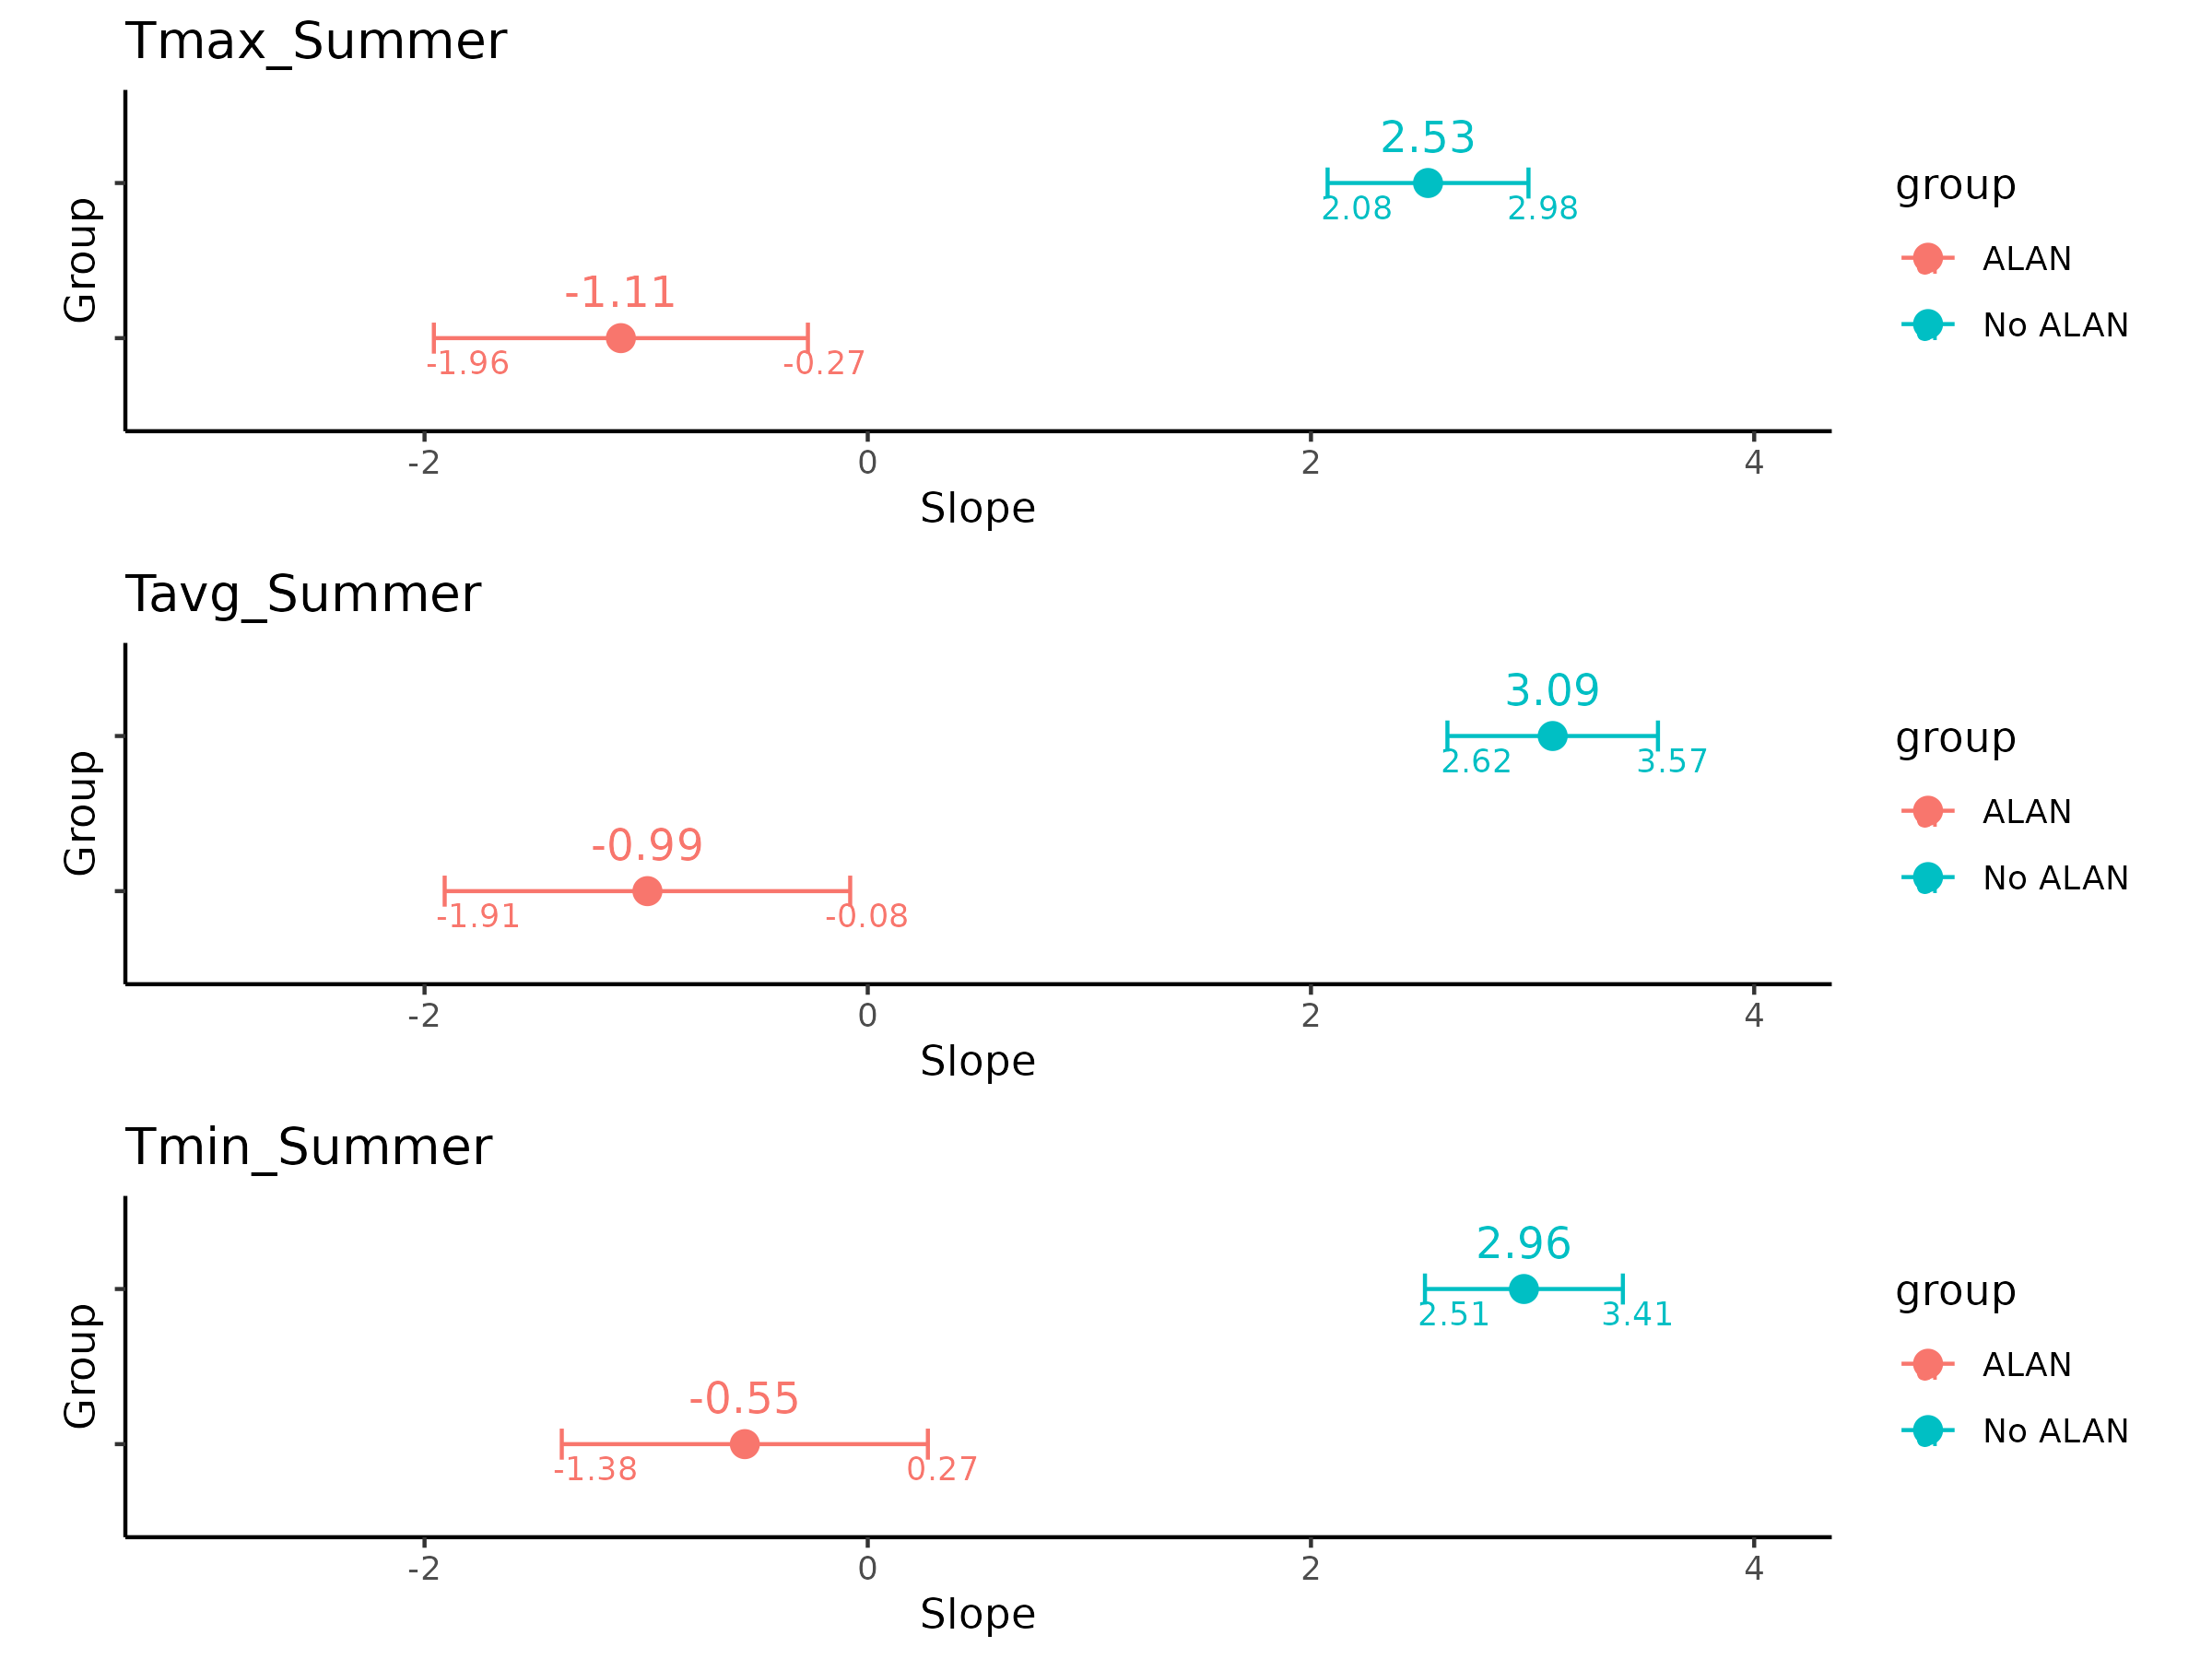 Tmax_Summer
2.53
2.08
2.98
-1.11
-1.96
-0.27
Group
-2
0
2
4
Slope
group
ALAN
No ALAN
Tavg_Summer
3.09
2.62
3.57
-0.99
-1.91
-0.08
Group
-2
0
2
4
Slope
group
ALAN
No ALAN
Tmin_Summer
2.96
2.51
3.41
-0.55
-1.38
0.27
Group
-2
0
2
4
Slope
group
ALAN
No ALAN